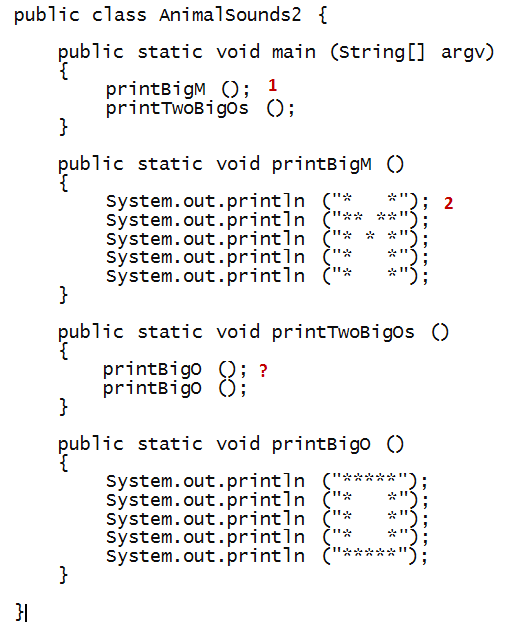 public class AnimalSounds2 {
public static void main (String[] argv)
{
printBigM (); 1
printTwoBigOs ();
}
public static void printBigM ()
{
System.out.println ("*   *"); 2
System.out.println ("** **");
System.out.println ("* * *");
System.out.println ("*   *");
System.out.println ("*   *");
}
public static void printTwoBigOs ()
{
printBigO (); ?
printBigO ();
}
public static void printBigO ()
{
System.out.println ("*****");
System.out.println ("*   *");
System.out.println ("*   *");
System.out.println ("*   *");
System.out.println ("*****");
}
}